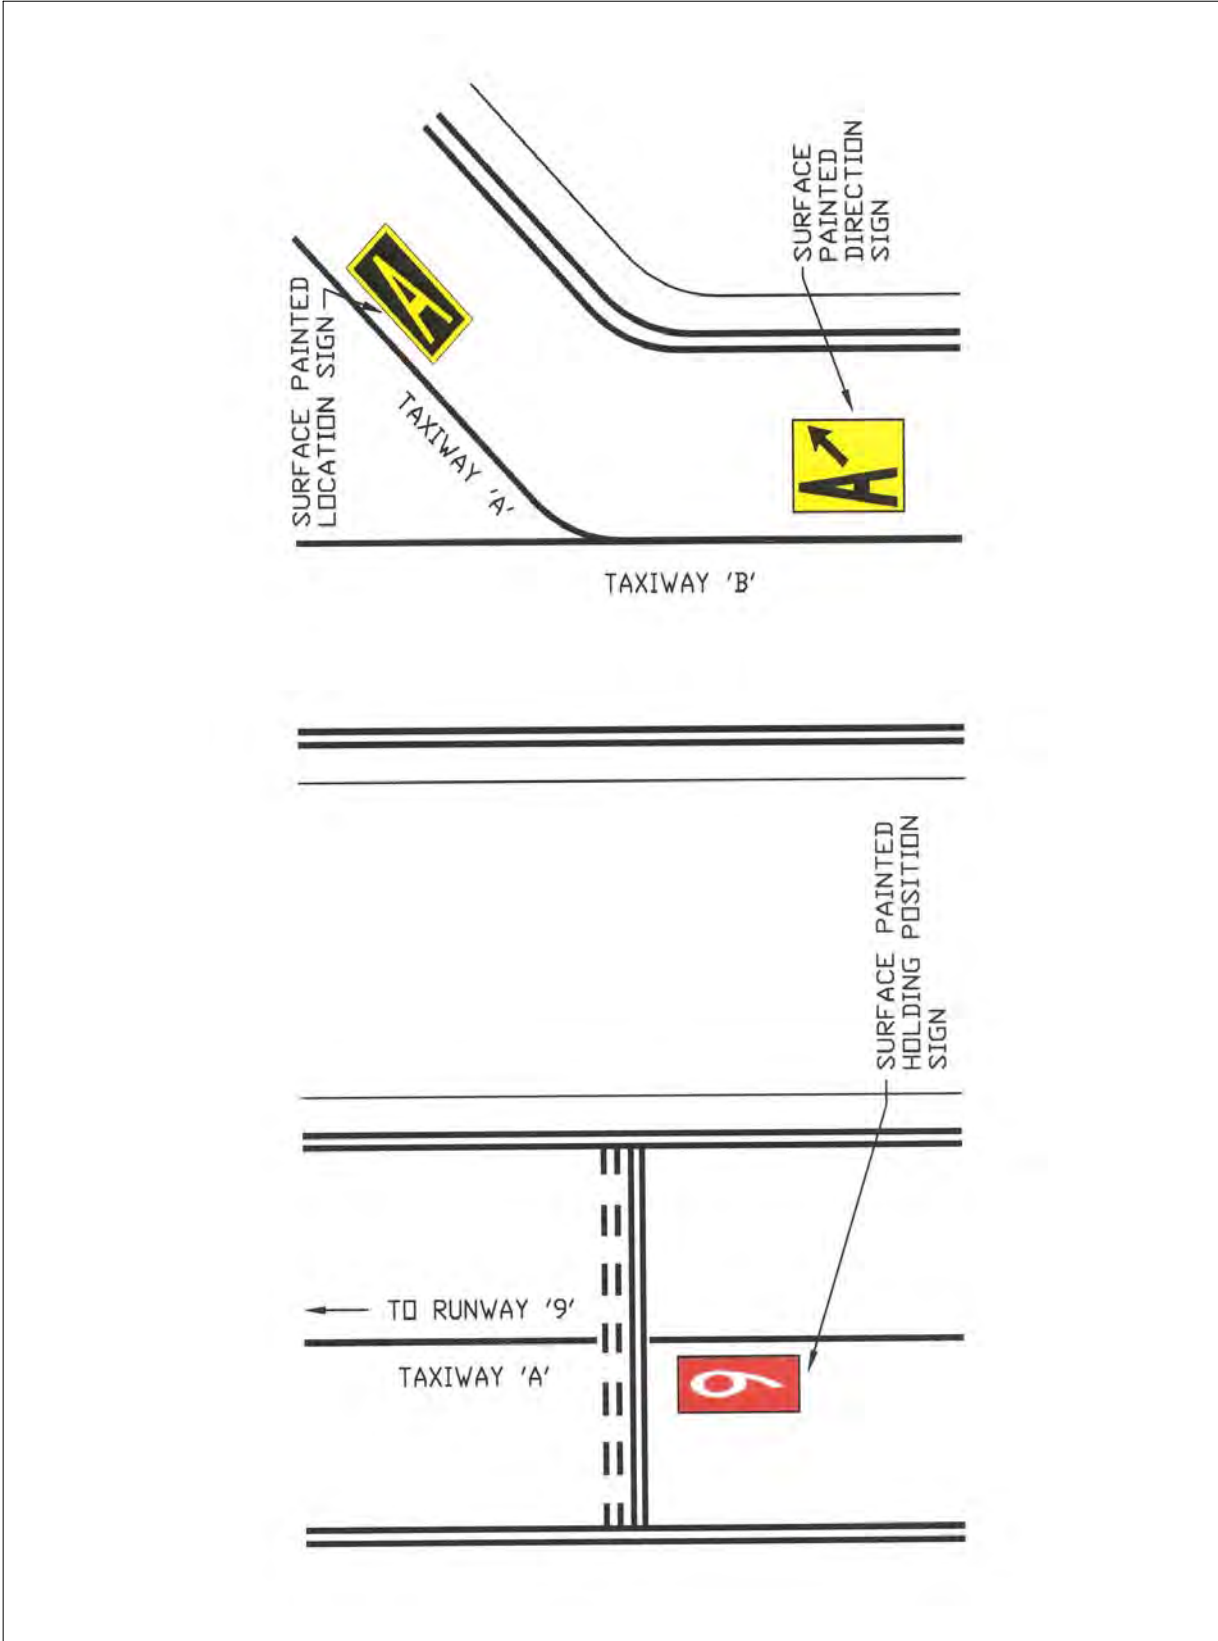 SURFACE PAINTED
LOCATION SIGN
A
TAXIWAY 'A'
SURFACE
PAINTED
DIRECTION
SIGN
A
TAXIWAY 'B'
SURFACE PAINTED
HOLDING POSITION
SIGN
TO RUNWAY '9'
TAXIWAY 'A'
9